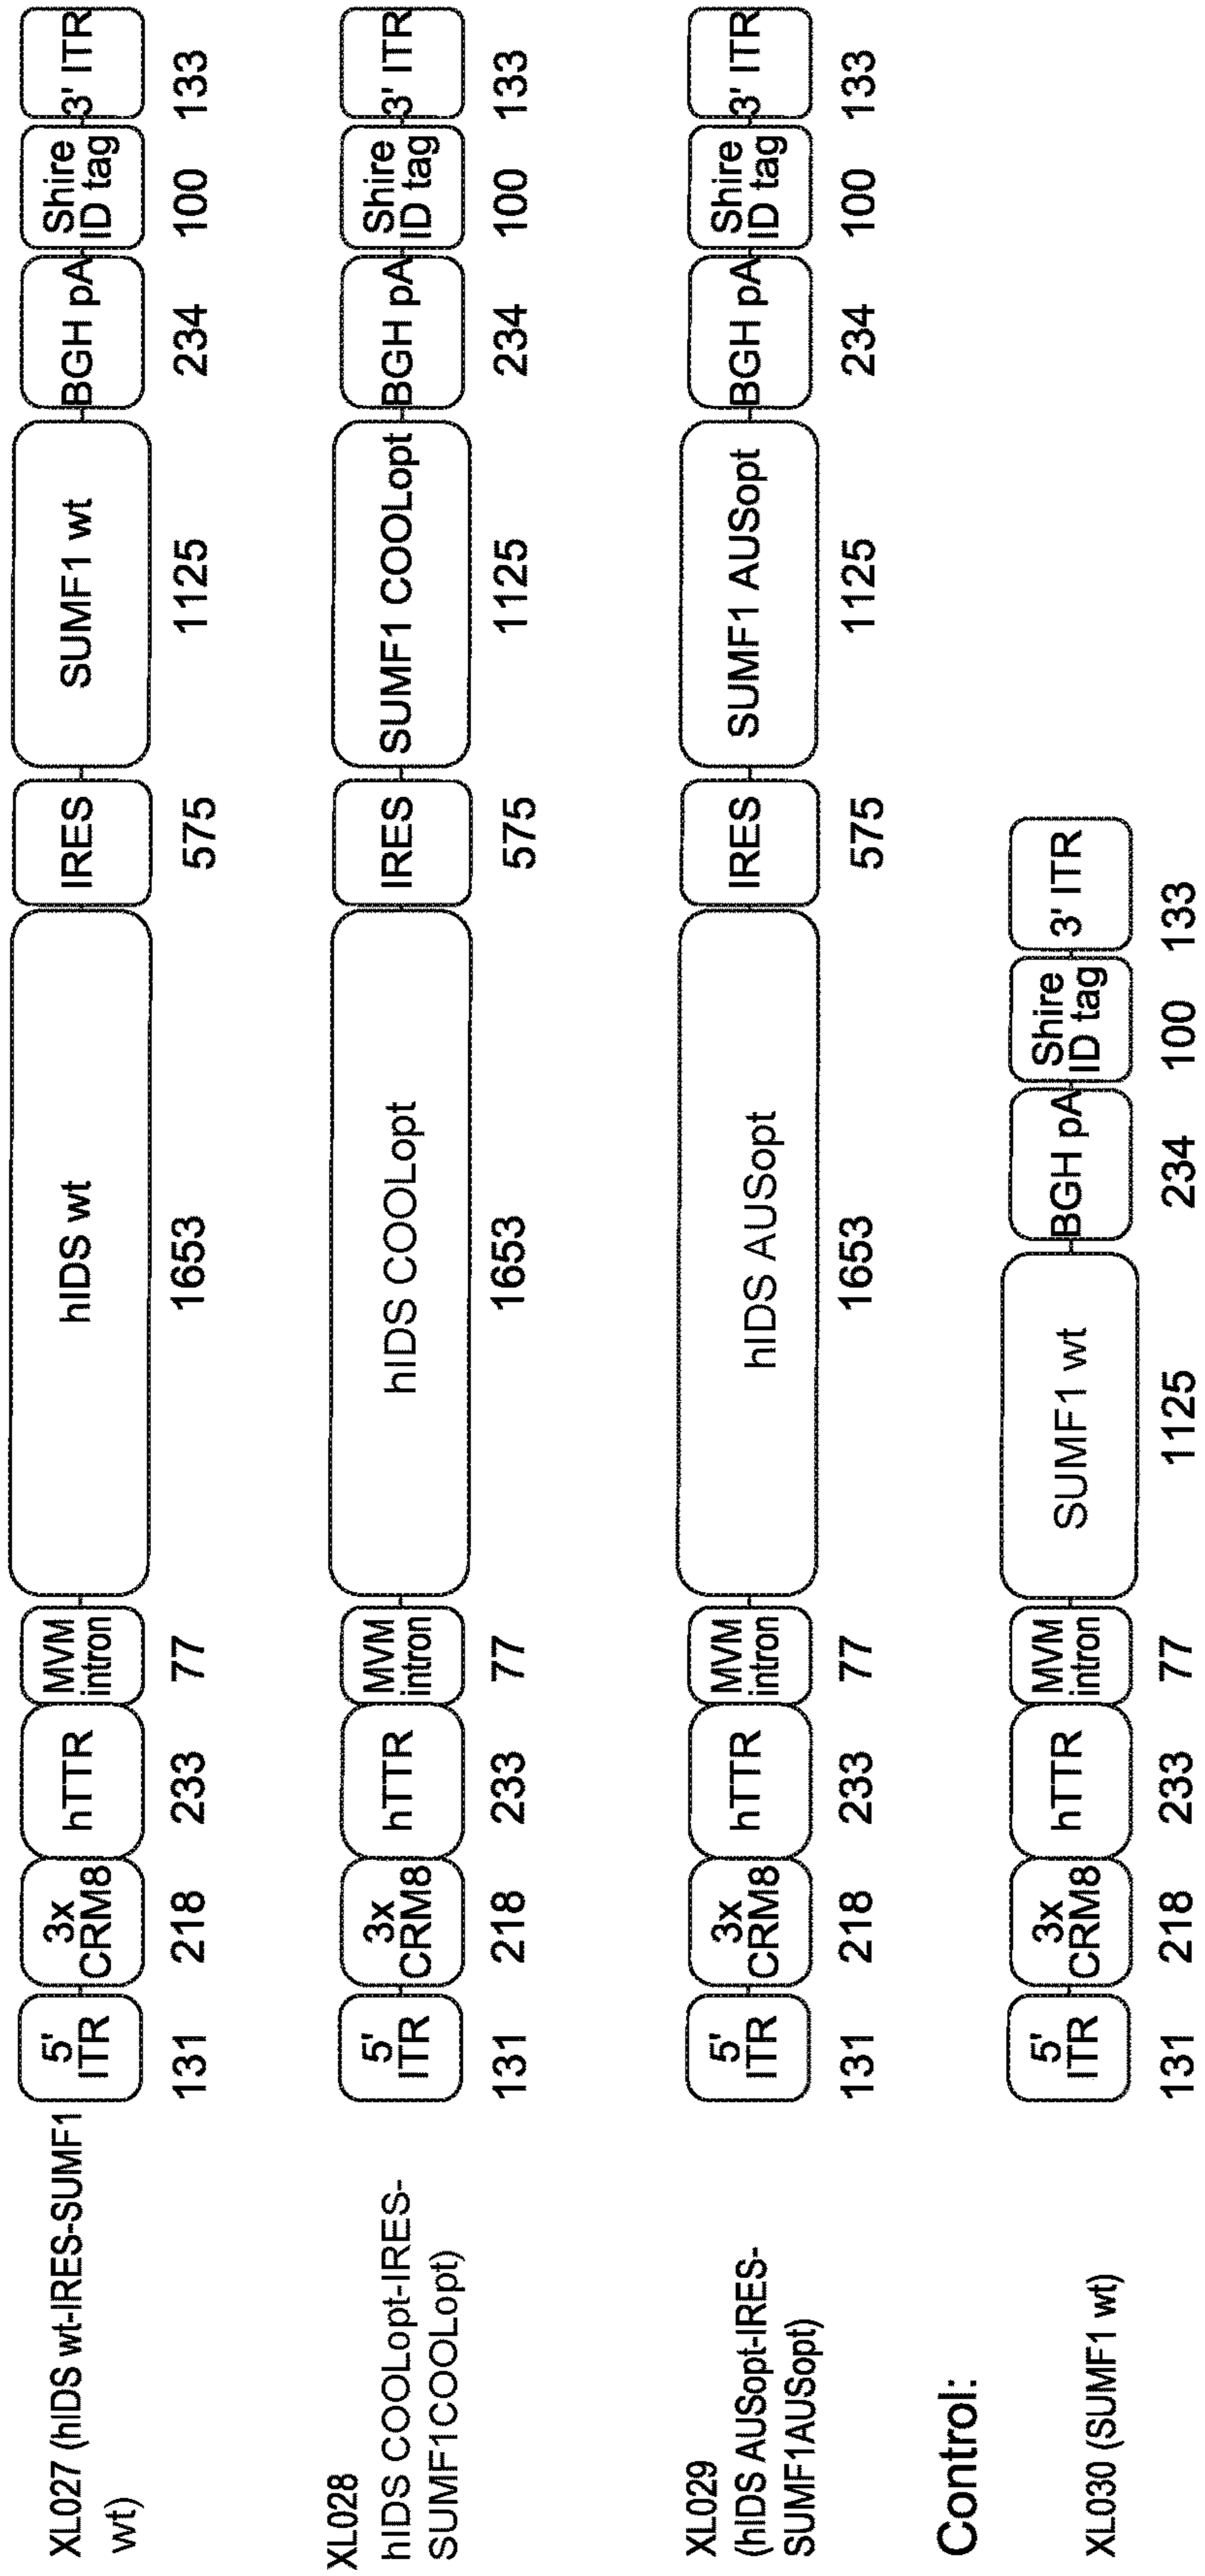 XL027 (hIDS wt-IRES-SUMF1
wt)
5'
ITR
3x
CRM8
hTTR
MVM
intron
hIDS wt
IRES
SUMF1 wt
BGH pA
Shire
ID tag
3' ITR
131 218 233 77 1653 575 1125 234 100 133
XL028
hIDS COOLopt-IRES-
SUMF1COOLopt)
5'
ITR
3x
CRM8
hTTR
MVM
intron
hIDS COOLopt
IRES
SUMF1 COOLopt
BGH pA
Shire
ID tag
3' ITR
131 218 233 77 1653 575 1125 234 100 133
XL029
(hIDS AUSopt-IRES-
SUMF1AUSopt)
5'
ITR
3x
CRM8
hTTR
MVM
intron
hIDS AUSopt
IRES
SUMF1 AUSopt
BGH pA
Shire
ID tag
3' ITR
131 218 233 77 1653 575 1125 234 100 133
Control:
XL030 (SUMF1 wt)
5'
ITR
3x
CRM8
hTTR
MVM
intron
SUMF1 wt
BGH pA
Shire
ID tag
3' ITR
131 218 233 77 1125 234 100 133